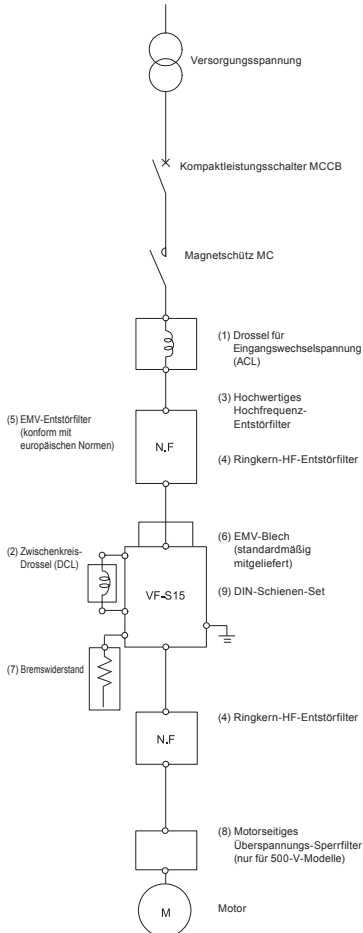 Versorgungsspannung
Kompaktleistungsschalter MCCB
Magnetschütz MC
(1) Drossel für
Eingangswechselspannung
(ACL)
(3) Hochwertiges
Hochfrequenz-
Entstörfilter
(5) EMV-Entstörfilter
(konform mit
europäischen Normen)
N.F
(4) Ringkern-HF-Entstörfilter
(6) EMV-Blech
(standardmäßig
mitgeliefert)
(2) Zwischenkreis-
Drossel (DCL)
VF-S15
(9) DIN-Schienen-Set
(7) Bremswiderstand
N.F
(4) Ringkern-HF-Entstörfilter
(8) Motorseitiges
Überspannungs-Sperrfilter
(nur für 500-V-Modelle)
M
Motor